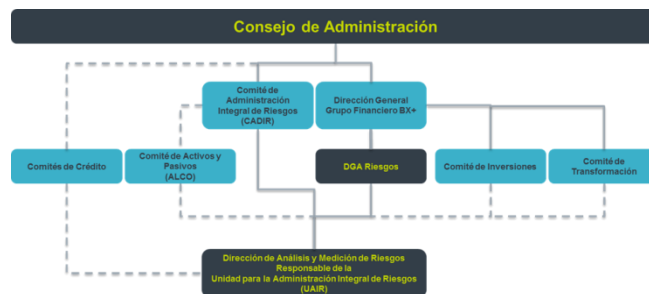 Consejo de Administración
Comité de
Administración
Integral de Riesgos
(CADIR)
Dirección General
Grupo Financiero BX+
Comités de Crédito
Comité de Activos y
Pasivos
(ALCO)
DGA Riesgos
Comité de Inversiones
Comité de
Transformación
Dirección de Análisis y Medición de Riesgos
Responsable de la
Unidad para la Administración Integral de Riesgos
(UAIR)